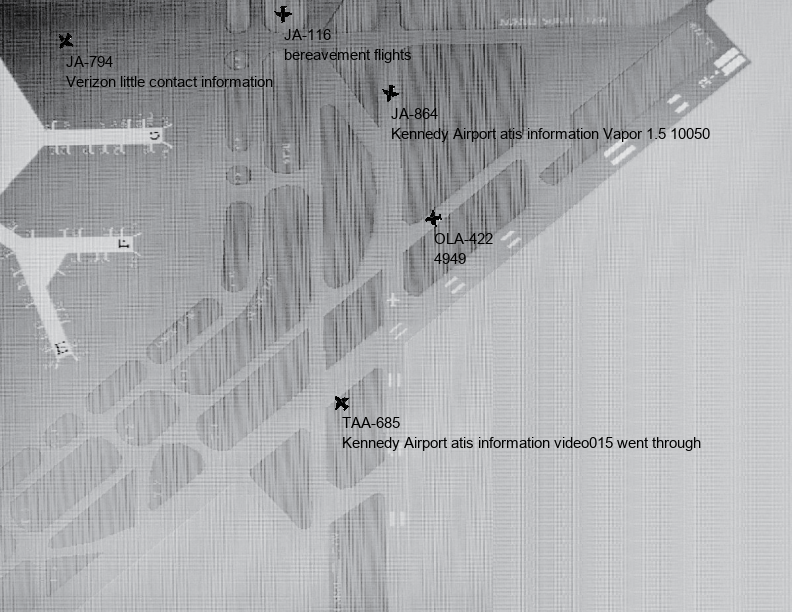 JA-116
bereavement flights
JA-794
Verizon little contact information
JA-864
Kennedy Airport atis information Vapor 1.5 10050
OLA-422
4949
TAA-685
Kennedy Airport atis information video015 went through